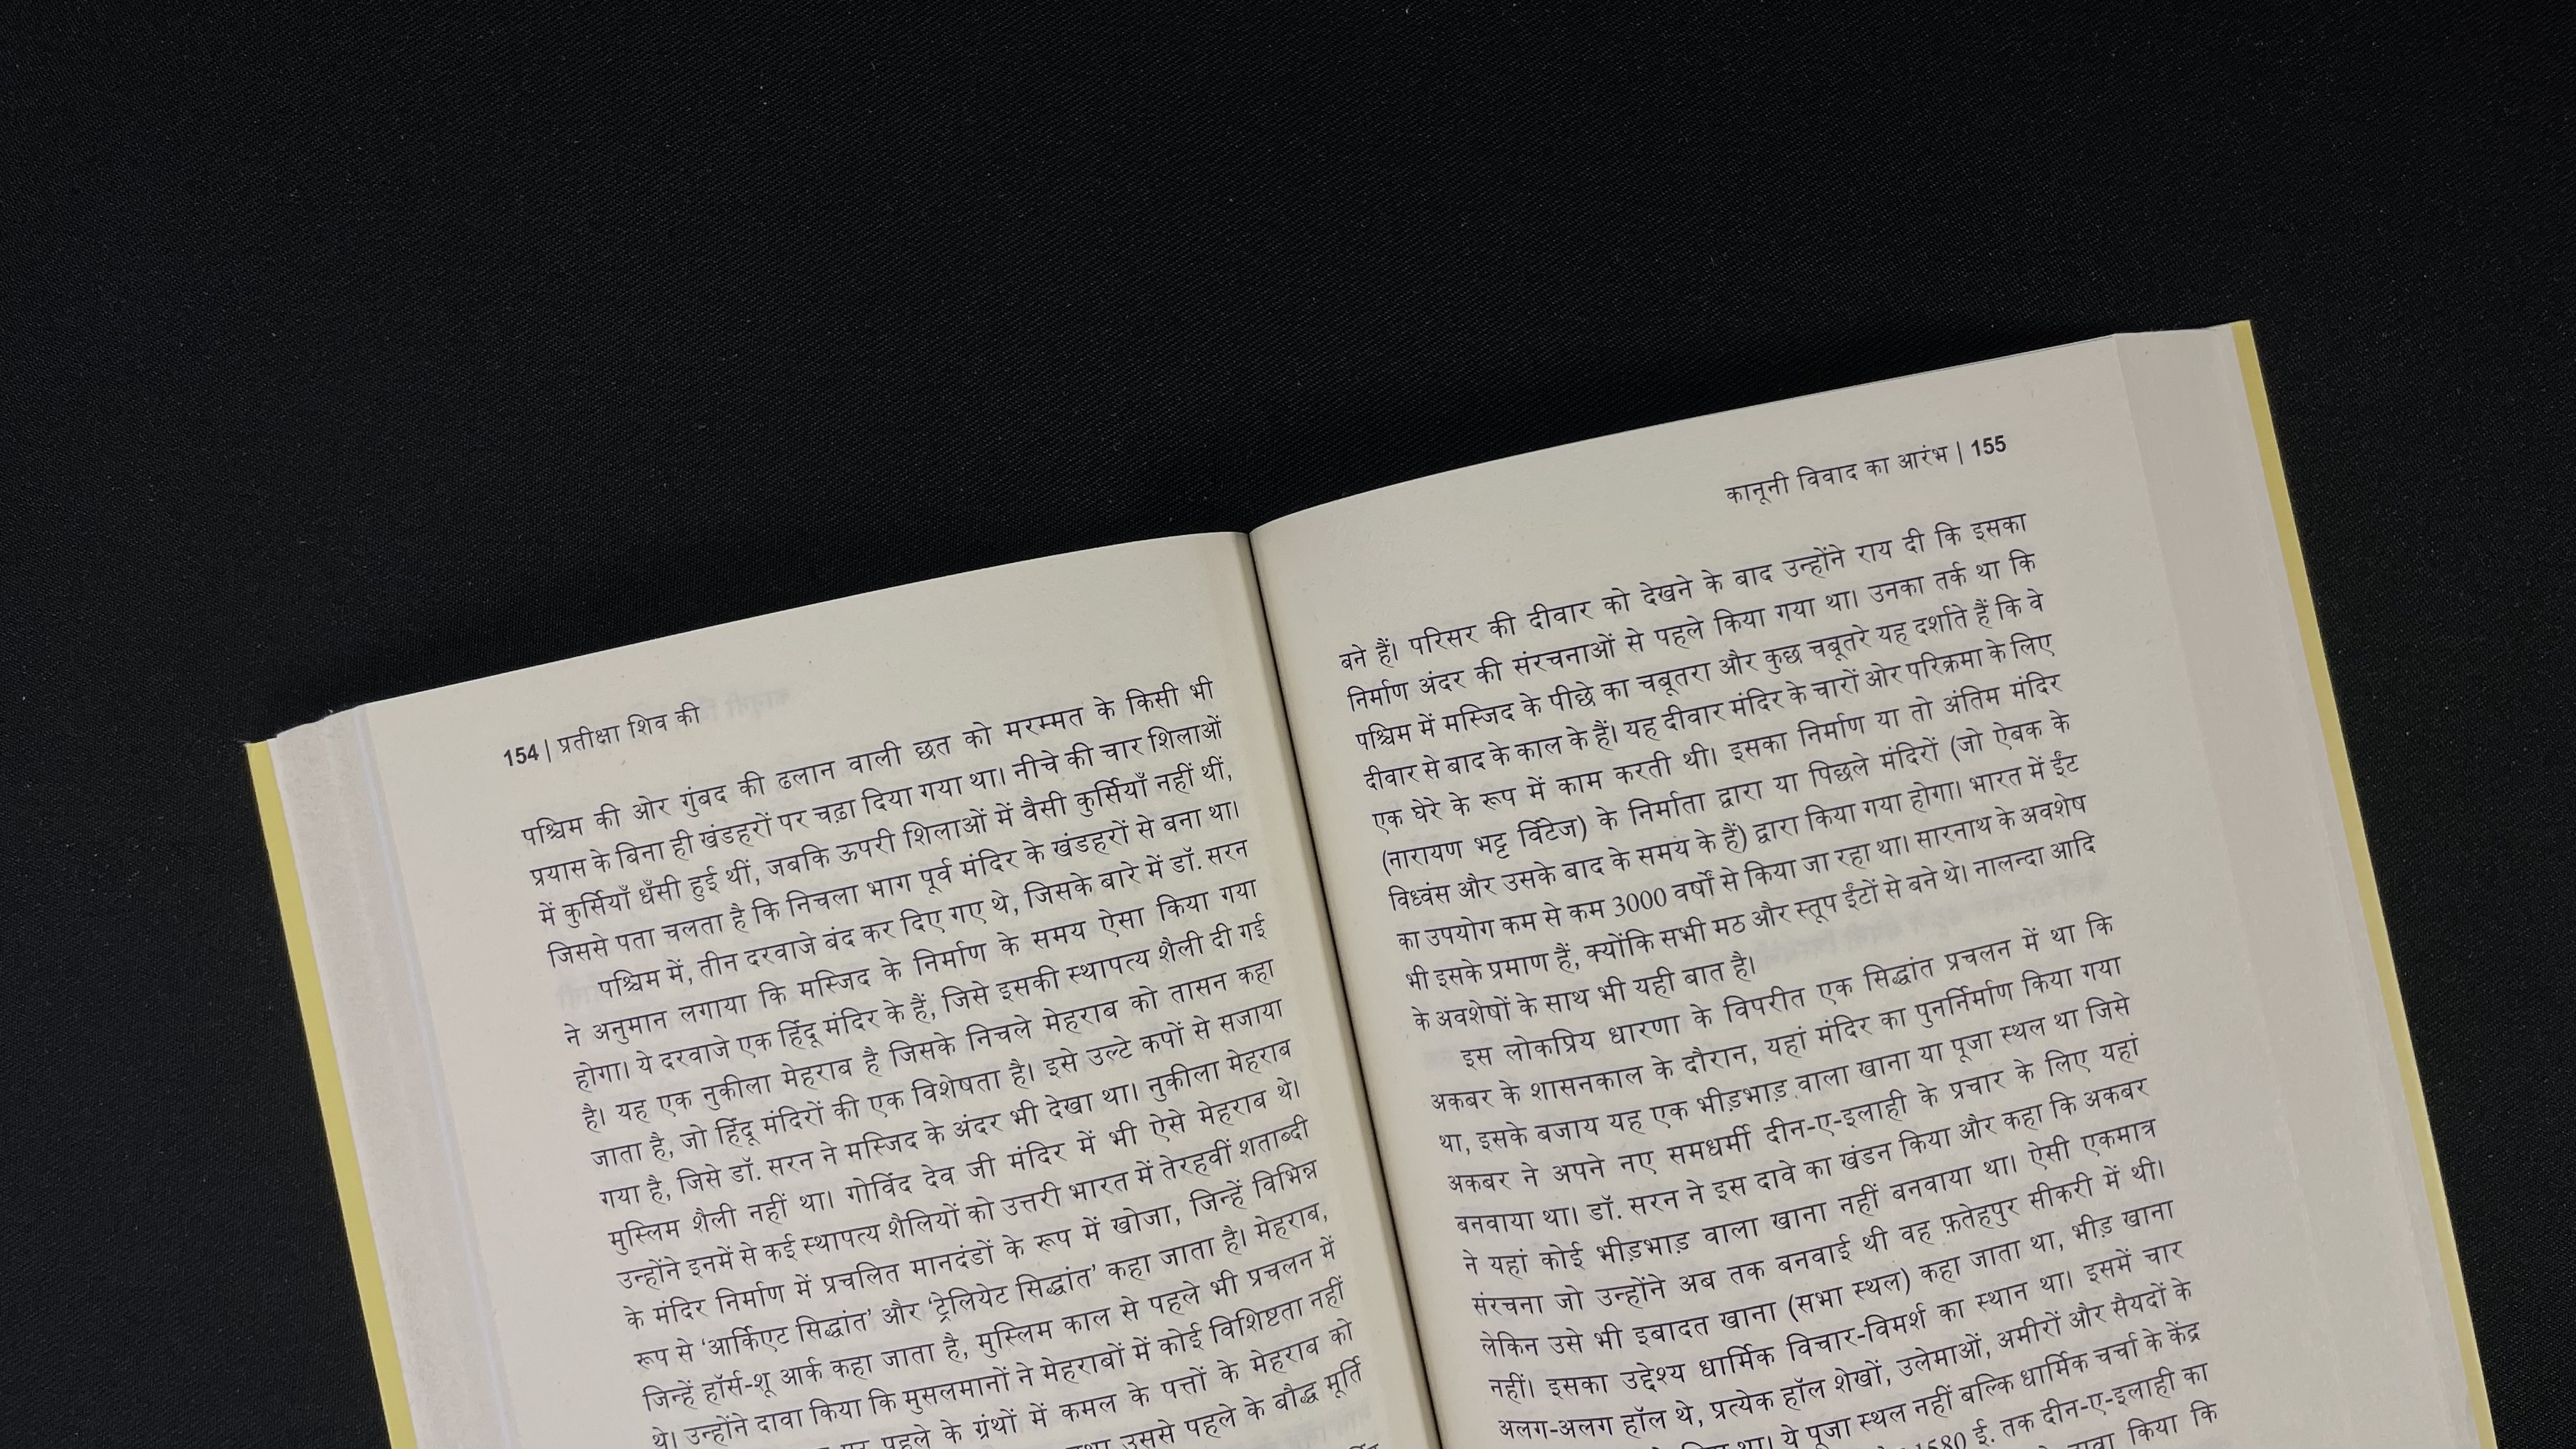 154 | प्रतीक्षा शिव की
पश्चिम की ओर गुंबद की ढलान वाली छत को मरम्मत के किसी भी
प्रयास के बिना ही खंडहरों पर चढ़ा दिया गया था। नीचे की चार शिलाओं
में कुर्सियाँ धँसी हुई थीं, जबकि ऊपरी शिलाओं में वैसी कुर्सियाँ नहीं थीं,
जिससे पता चलता है कि निचला भाग पूर्व मंदिर के खंडहरों से बना था।
पश्चिम में, तीन दरवाजे बंद कर दिए गए थे, जिसके बारे में डॉ. सरन
ने अनुमान लगाया कि मस्जिद के निर्माण के समय ऐसा किया गया
होगा। ये दरवाजे एक हिंदू मंदिर के हैं, जिसे इसकी स्थापत्य शैली दी गई
है। यह एक नुकीला मेहराब है जिसके निचले मेहराब को तासन कहा
जाता है, जो हिंदू मंदिरों की एक विशेषता है। इसे उल्टे कपों से सजाया
गया है, जिसे डॉ. सरन ने मस्जिद के अंदर भी देखा था। नुकीला मेहराब
मुस्लिम शैली नहीं था। गोविंद देव जी मंदिर में भी ऐसे मेहराब थे।
उन्होंने इनमें से कई स्थापत्य शैलियों को उत्तरी भारत में तेरहवीं शताब्दी
के मंदिर निर्माण में प्रचलित मानदंडों के रूप में खोजा, जिन्हें विभिन्न
रूप से ‘आर्किएट सिद्धांत’ और ‘ट्रेलियेट सिद्धांत’ कहा जाता है। मेहराब,
जिन्हें हॉर्स-शू आर्क कहा जाता है, मुस्लिम काल से पहले भी प्रचलन में
थे। उन्होंने दावा किया कि मुसलमानों ने मेहराबों में कोई विशिष्टता नहीं
पहले के ग्रंथों में कमल के पत्तों के मेहराब को
उससे पहले के बौद्ध मूर्ति
कानूनी विवाद का आरंभ | 155
बने हैं। परिसर की दीवार को देखने के बाद उन्होंने राय दी कि इसका
निर्माण अंदर की संरचनाओं से पहले किया गया था। उनका तर्क था कि
पश्चिम में मस्जिद के पीछे का चबूतरा और कुछ चबूतरे यह दर्शाते हैं कि वे
दीवार से बाद के काल के हैं। यह दीवार मंदिर के चारों ओर परिक्रमा के लिए
एक घेरे के रूप में काम करती थी। इसका निर्माण या तो अंतिम मंदिर
(नारायण भट्ट विंटेज) के निर्माता द्वारा या पिछले मंदिरों (जो ऐबक के
विध्वंस और उसके बाद के समय के हैं) द्वारा किया गया होगा। भारत में ईंट
का उपयोग कम से कम 3000 वर्षों से किया जा रहा था। सारनाथ के अवशेष
भी इसके प्रमाण हैं, क्योंकि सभी मठ और स्तूप ईंटों से बने थे। नालन्दा आदि
के अवशेषों के साथ भी यही बात है।
इस लोकप्रिय धारणा के विपरीत एक सिद्धांत प्रचलन में था कि
अकबर के शासनकाल के दौरान, यहां मंदिर का पुनर्निर्माण किया गया
था, इसके बजाय यह एक भीड़भाड़ वाला खाना या पूजा स्थल था जिसे
अकबर ने अपने नए समधर्मी दीन-ए-इलाही के प्रचार के लिए यहां
बनवाया था। डॉ. सरन ने इस दावे का खंडन किया और कहा कि अकबर
ने यहां कोई भीड़भाड़ वाला खाना नहीं बनवाया था। ऐसी एकमात्र
संरचना जो उन्होंने अब तक बनवाई थी वह फ़तेहपुर सीकरी में थी।
लेकिन उसे भी इबादत खाना (सभा स्थल) कहा जाता था, भीड़ खाना
नहीं। इसका उद्देश्य धार्मिक विचार-विमर्श का स्थान था। इसमें चार
अलग-अलग हॉल थे, प्रत्येक हॉल शेखों, उलेमाओं, अमीरों और सैयदों के
था। ये पूजा स्थल नहीं बल्कि धार्मिक चर्चा के केंद्र
1580 ई. तक दीन-ए-इलाही का
किया कि